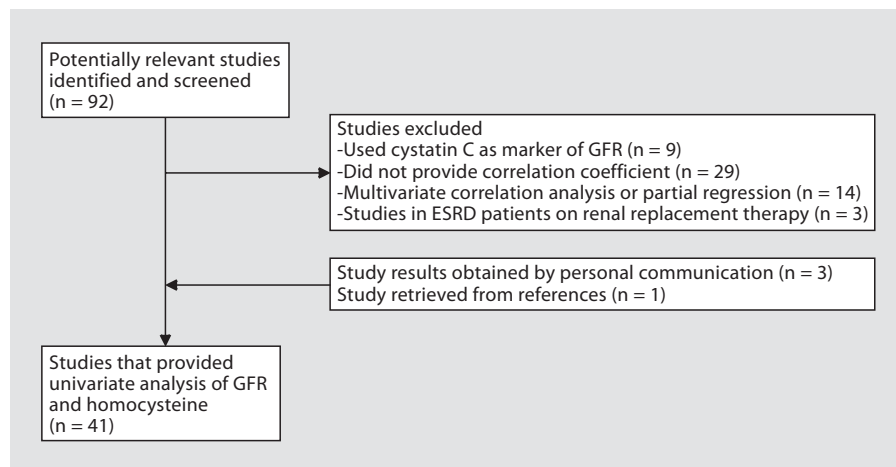 Potentially relevant studies
identified and screened
(n = 92)
Studies excluded
-Used cystatin C as marker of GFR (n = 9)
-Did not provide correlation coefficient (n = 29)
-Multivariate correlation analysis or partial regression (n = 14)
-Studies in ESRD patients on renal replacement therapy (n = 3)
Study results obtained by personal communication (n = 3)
Study retrieved from references (n = 1)
Studies that provided
univariate analysis of GFR
and homocysteine
(n = 41)